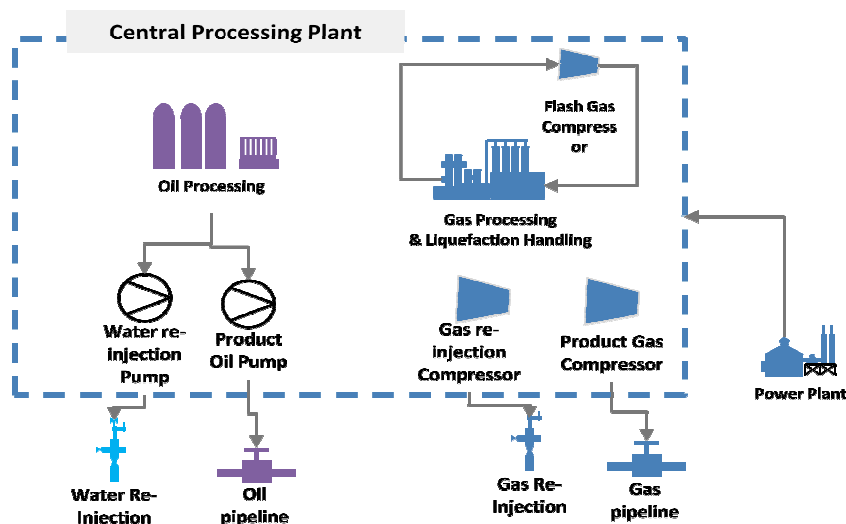 Central Processing Plant
Flash Gas
Compress
or
Oil Processing
Gas Processing
& Liquefaction Handling
Water re-
injection
Pump
Product
Oil Pump
Gas re-
injection
Compressor
Product Gas
Compressor
Power Plant
Water Re-
Injection
Oil
pipeline
Gas Re-
Injection
Gas
pipeline